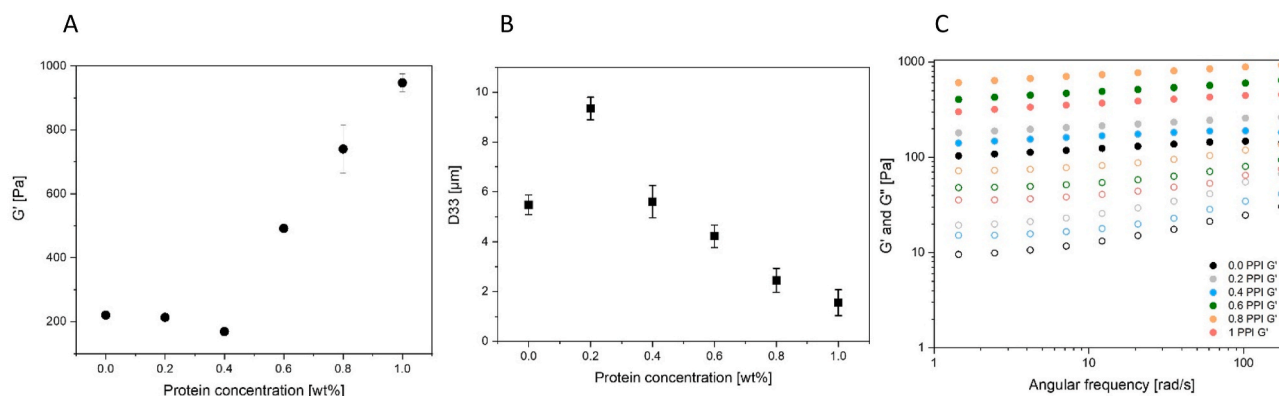 A
G' [Pa]
1000
800
600
400
200
0.0 0.2 0.4 0.6 0.8 1.0
Protein concentration [wt%]
B
D33 [µm]
10
8
6
4
2
0
0.0 0.2 0.4 0.6 0.8 1.0
Protein concentration [wt%]
C
G' and G'' [Pa]
1000
100
10
1
0.0 PPI G'
0.2 PPI G'
0.4 PPI G'
0.6 PPI G'
0.8 PPI G'
1 PPI G'
1 10 100
Angular frequency [rad/s]